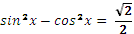 sin²x-cos²x = √2/2